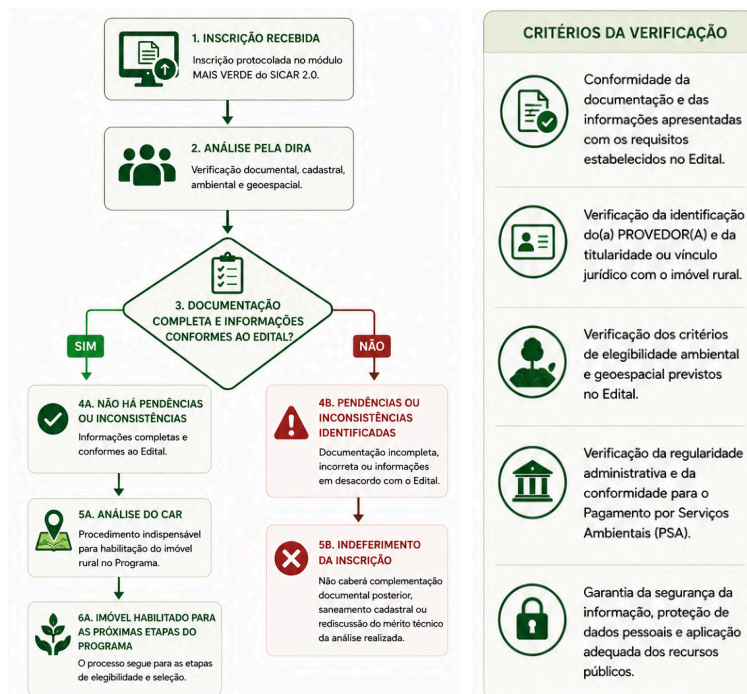 1. INSCRIÇÃO RECEBIDA
Inscrição protocolada no módulo
MAIS VERDE do SICAR 2.0.
2. ANÁLISE PELA DIRA
Verificação documental, cadastral,
ambiental e geoespacial.
3. DOCUMENTAÇÃO
COMPLETA E INFORMAÇÕES
CONFORMES AO EDITAL?
SIM
NÃO
4A. NÃO HÁ PENDÊNCIAS
OU INCONSISTÊNCIAS
Informações completas e
conformes ao Edital.
5A. ANÁLISE DO CAR
Procedimento indispensável
para habilitação do imóvel
rural no Programa.
6A. IMÓVEL HABILITADO PARA
AS PRÓXIMAS ETAPAS DO
PROGRAMA
O processo segue para as etapas
de elegibilidade e seleção.
4B. PENDÊNCIAS OU
INCONSISTÊNCIAS
IDENTIFICADAS
Documentação incompleta,
incorreta ou informações
em desacordo com o Edital.
5B. INDEFERIMENTO
DA INSCRIÇÃO
Não caberá complementação
documental posterior,
saneamento cadastral ou
rediscussão do mérito técnico
da análise realizada.
CRITÉRIOS DA VERIFICAÇÃO
Conformidade da
documentação e das
informações apresentadas
com os requisitos
estabelecidos no Edital.
Verificação da identificação
do(a) PROVEDOR(A) e da
titularidade ou vínculo
jurídico com o imóvel rural.
Verificação dos critérios
de elegibilidade ambiental
e geoespacial previstos
no Edital.
Verificação da regularidade
administrativa e da
conformidade para o
Pagamento por Serviços
Ambientais (PSA).
Garantia da segurança da
informação, proteção de
dados pessoais e aplicação
adequada dos recursos
públicos.